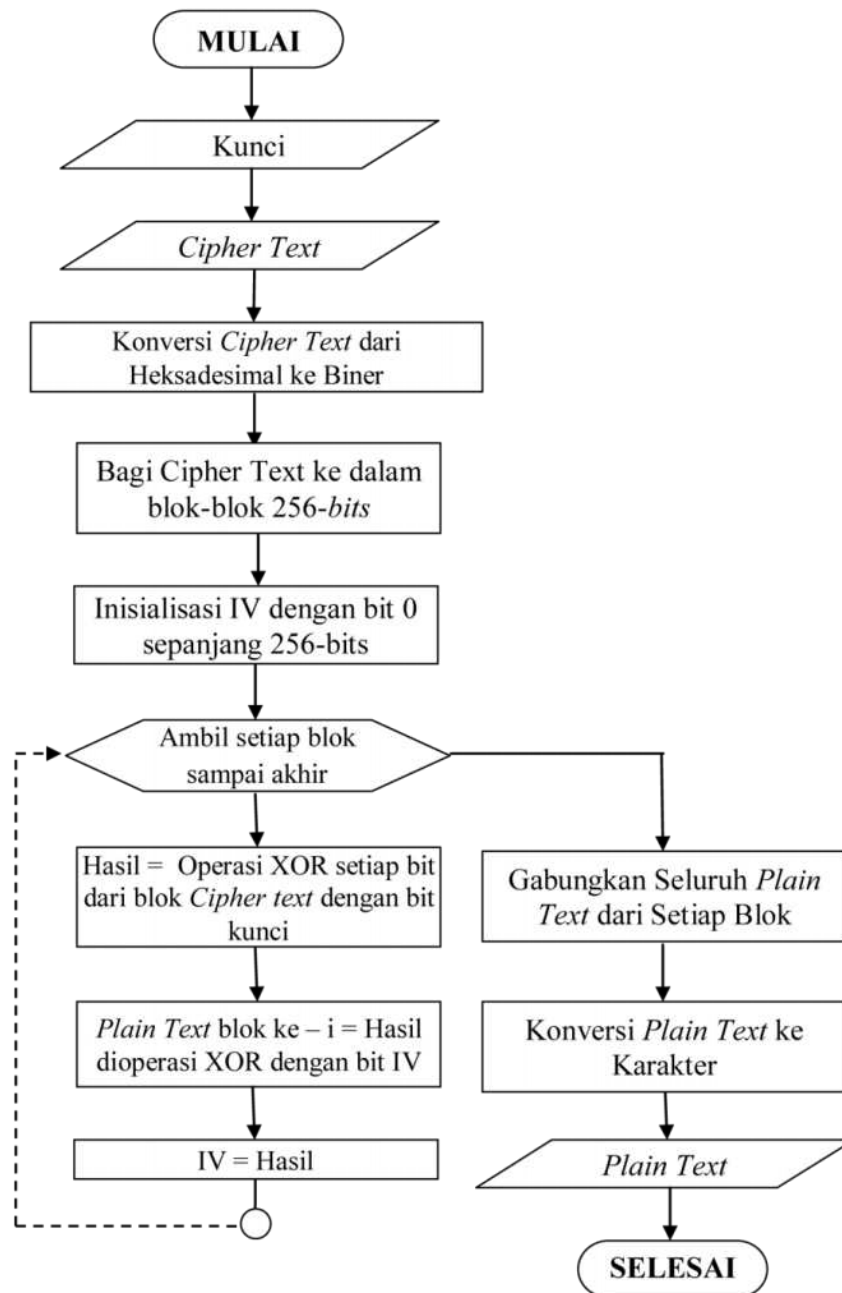 MULAI
Kunci
Cipher Text
Konversi Cipher Text dari
Heksadesimal ke Biner
Bagi Cipher Text ke dalam
blok-blok 256-bits
Inisialisasi IV dengan bit 0
sepanjang 256-bits
Ambil setiap blok
sampai akhir
Hasil = Operasi XOR setiap bit
dari blok Cipher text dengan bit
kunci
Plain Text blok ke – i = Hasil
dioperasi XOR dengan bit IV
IV = Hasil
Gabungkan Seluruh Plain
Text dari Setiap Blok
Konversi Plain Text ke
Karakter
Plain Text
SELESAI